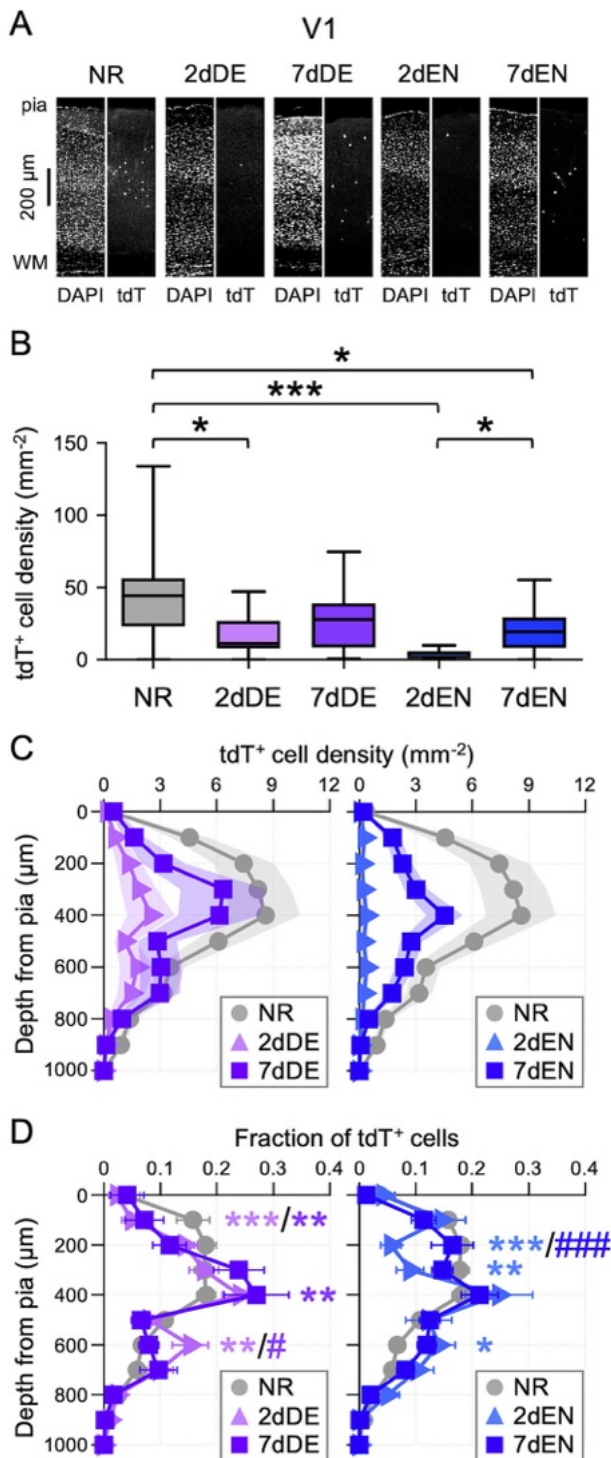 A
V1
NR 2dDE 7dDE 2dEN 7dEN
pia
200 µm
WM
DAPI tdT DAPI tdT DAPI tdT DAPI tdT DAPI tdT
B
*
***
* *
tdT+ cell density (mm-2)
150
100
50
0
NR 2dDE 7dDE 2dEN 7dEN
C
tdT+ cell density (mm-2)
0 3 6 9 12 0 3 6 9 12
Depth from pia (µm)
0
200
400
600
800
1000
NR
2dDE
7dDE
NR
2dEN
7dEN
D
Fraction of tdT+ cells
0 0.1 0.2 0.3 0.4 0 0.1 0.2 0.3 0.4
Depth from pia (µm)
0
200
400
600
800
1000
***/**
**
**/#
NR
2dDE
7dDE
***/###
**
*
NR
2dEN
7dEN